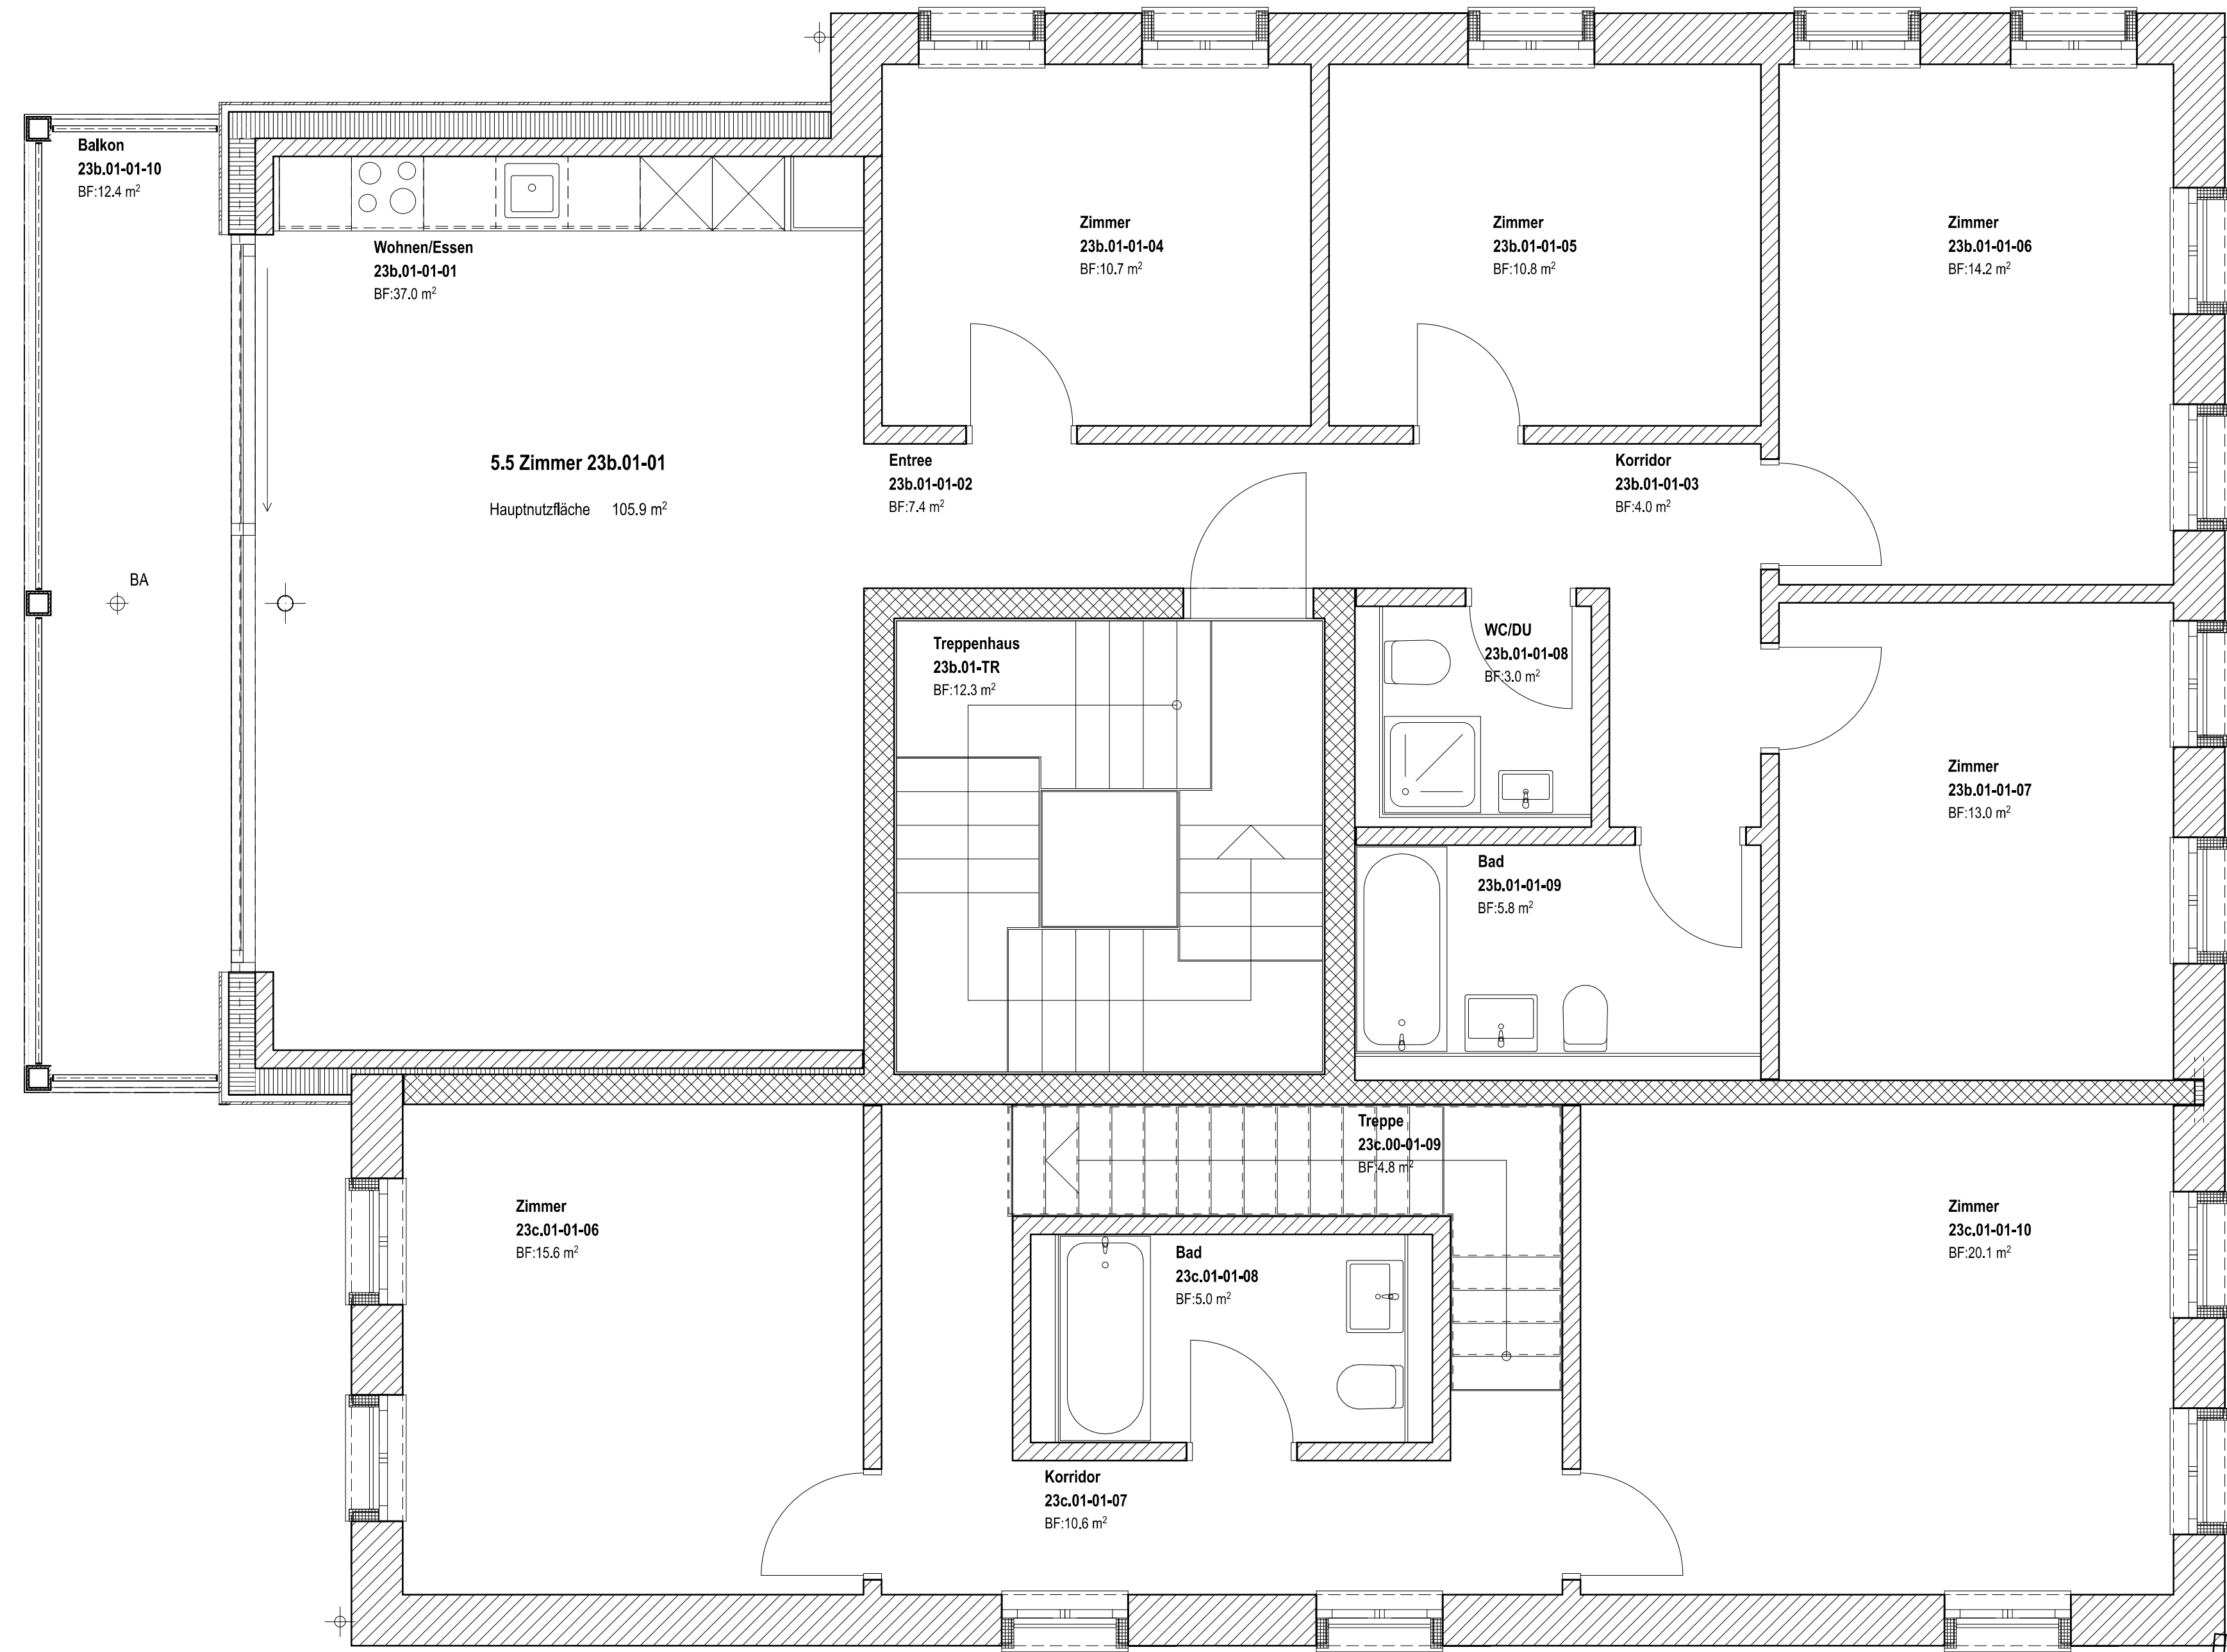 Balkon
23b.01-01-10
BF:12.4 m²
Wohnen/Essen
23b.01-01-01
BF:37.0 m²
Zimmer
23b.01-01-04
BF:10.7 m²
Zimmer
23b.01-01-05
BF:10.8 m²
Zimmer
23b.01-01-06
BF:14.2 m²
5.5 Zimmer 23b.01-01
Hauptnutzfläche 105.9 m²
Entree
23b.01-01-02
BF:7.4 m²
Korridor
23b.01-01-03
BF:4.0 m²
BA
Treppenhaus
23b.01-TR
BF:12.3 m²
WC/DU
23b.01-01-08
BF:3.0 m²
Zimmer
23b.01-01-07
BF:13.0 m²
Bad
23b.01-01-09
BF:5.8 m²
Treppe
23c.00-01-09
BF:4.8 m²
Zimmer
23c.01-01-06
BF:15.6 m²
Bad
23c.01-01-08
BF:5.0 m²
Zimmer
23c.01-01-10
BF:20.1 m²
Korridor
23c.01-01-07
BF:10.6 m²